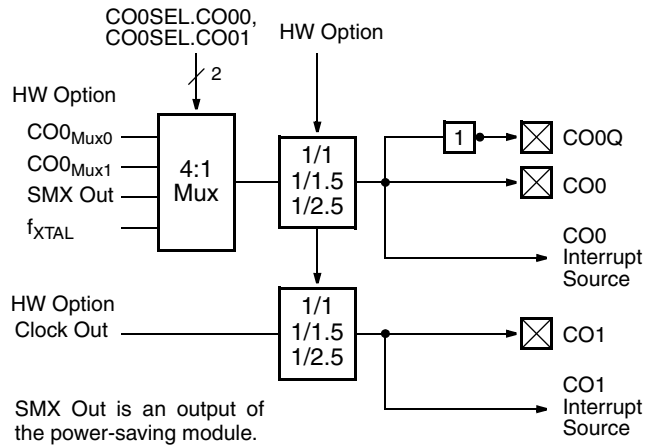 CO0SEL.CO00,
CO0SEL.CO01
HW Option
2
HW Option
CO0Mux0
CO0Mux1
SMX Out
fXTAL
4:1
Mux
1/1
1/1.5
1/2.5
1
CO0Q
CO0
CO0
Interrupt
Source
HW Option
Clock Out
1/1
1/1.5
1/2.5
CO1
CO1
Interrupt
Source
SMX Out is an output of
the power-saving module.